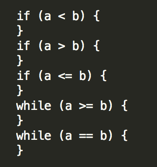 if (a < b) {
}
if (a > b) {
}
if (a <= b) {
}
while (a >= b) {
}
while (a == b) {
}